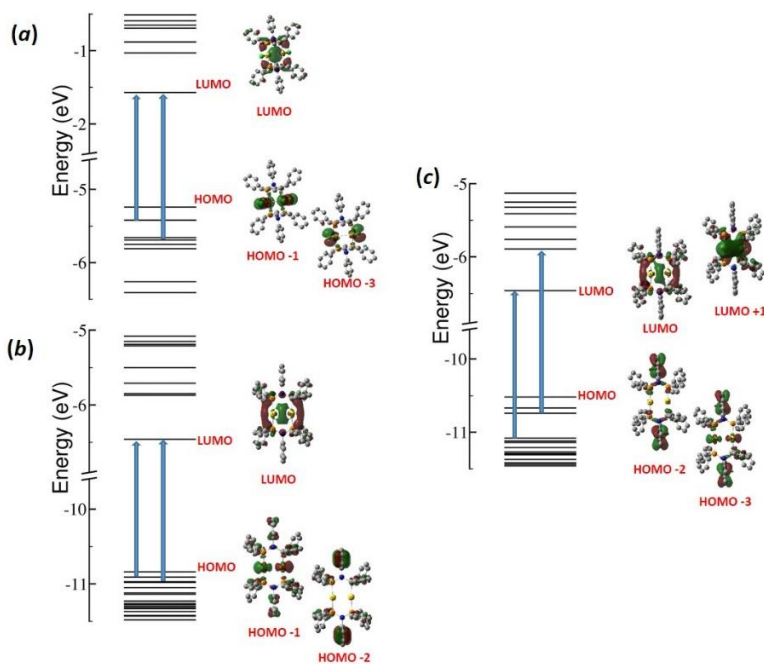 (a)
Energy (eV)
-1
-2
-5
-6
LUMO
HOMO
LUMO
HOMO -1
HOMO -3
(b)
Energy (eV)
-5
-6
-10
-11
LUMO
HOMO
LUMO
HOMO -1
HOMO -2
(c)
Energy (eV)
-5
-6
-10
-11
LUMO
HOMO
LUMO
LUMO +1
HOMO -2
HOMO -3